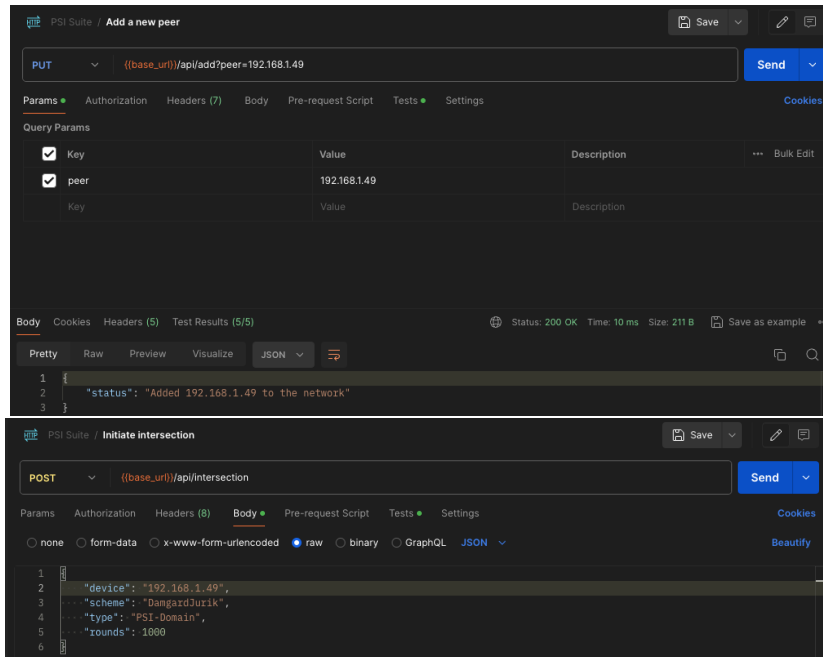 HTTP PSI Suite / Add a new peer Save
PUT {{base_url}}/api/add?peer=192.168.1.49 Send
Params Authorization Headers (7) Body Pre-request Script Tests Settings Cookies
Query Params
Key Value Description ••• Bulk Edit
peer 192.168.1.49
Key Value Description
Body Cookies Headers (5) Test Results (5/5) Status: 200 OK Time: 10 ms Size: 211 B Save as example
Pretty Raw Preview Visualize JSON
1 {
2 "status": "Added 192.168.1.49 to the network"
3 }
HTTP PSI Suite / Initiate intersection Save
POST {{base_url}}/api/intersection Send
Params Authorization Headers (8) Body Pre-request Script Tests Settings Cookies
none form-data x-www-form-urlencoded raw binary GraphQL JSON Beautify
1 {
2 "device": "192.168.1.49",
3 "scheme": "DamgardJurik",
4 "type": "PSI-Domain",
5 "rounds": 1000
6 }